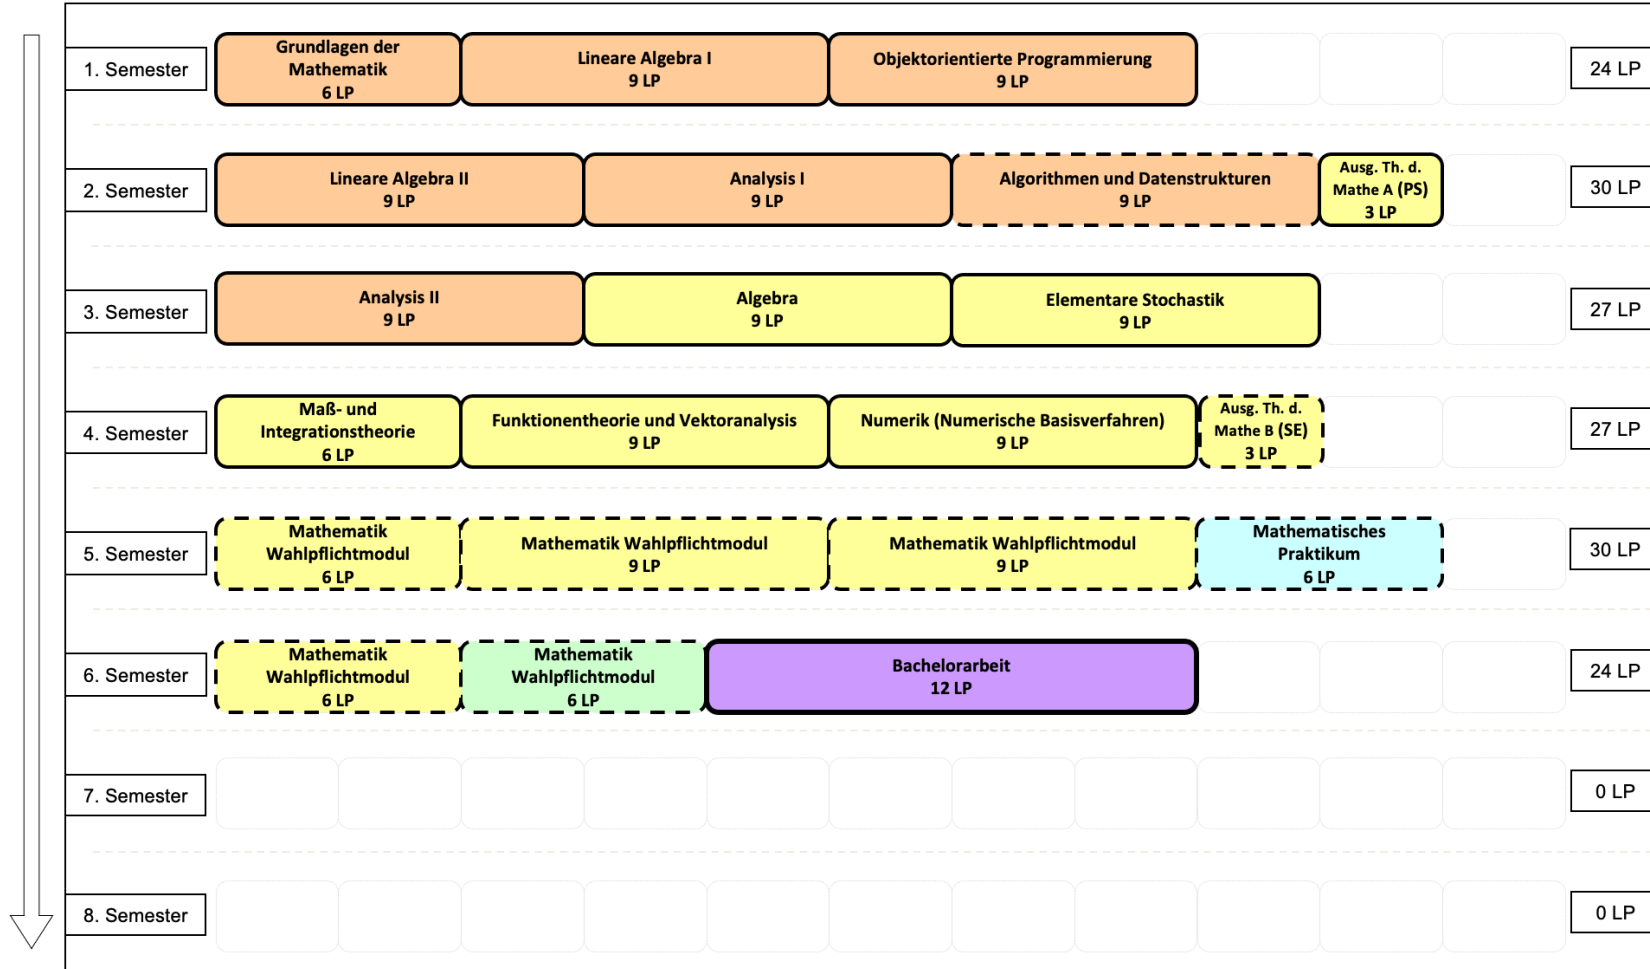 1. Semester
Grundlagen der
Mathematik
6 LP
Lineare Algebra I
9 LP
Objektorientierte Programmierung
9 LP
24 LP
2. Semester
Lineare Algebra II
9 LP
Analysis I
9 LP
Algorithmen und Datenstrukturen
9 LP
Ausg. Th. d.
Mathe A (PS)
3 LP
30 LP
3. Semester
Analysis II
9 LP
Algebra
9 LP
Elementare Stochastik
9 LP
27 LP
4. Semester
Maß- und
Integrationstheorie
6 LP
Funktionentheorie und Vektoranalysis
9 LP
Numerik (Numerische Basisverfahren)
9 LP
Ausg. Th. d.
Mathe B (SE)
3 LP
27 LP
5. Semester
Mathematik
Wahlpflichtmodul
6 LP
Mathematik Wahlpflichtmodul
9 LP
Mathematik Wahlpflichtmodul
9 LP
Mathematisches
Praktikum
6 LP
30 LP
6. Semester
Mathematik
Wahlpflichtmodul
6 LP
Mathematik
Wahlpflichtmodul
6 LP
Bachelorarbeit
12 LP
24 LP
7. Semester
0 LP
8. Semester
0 LP